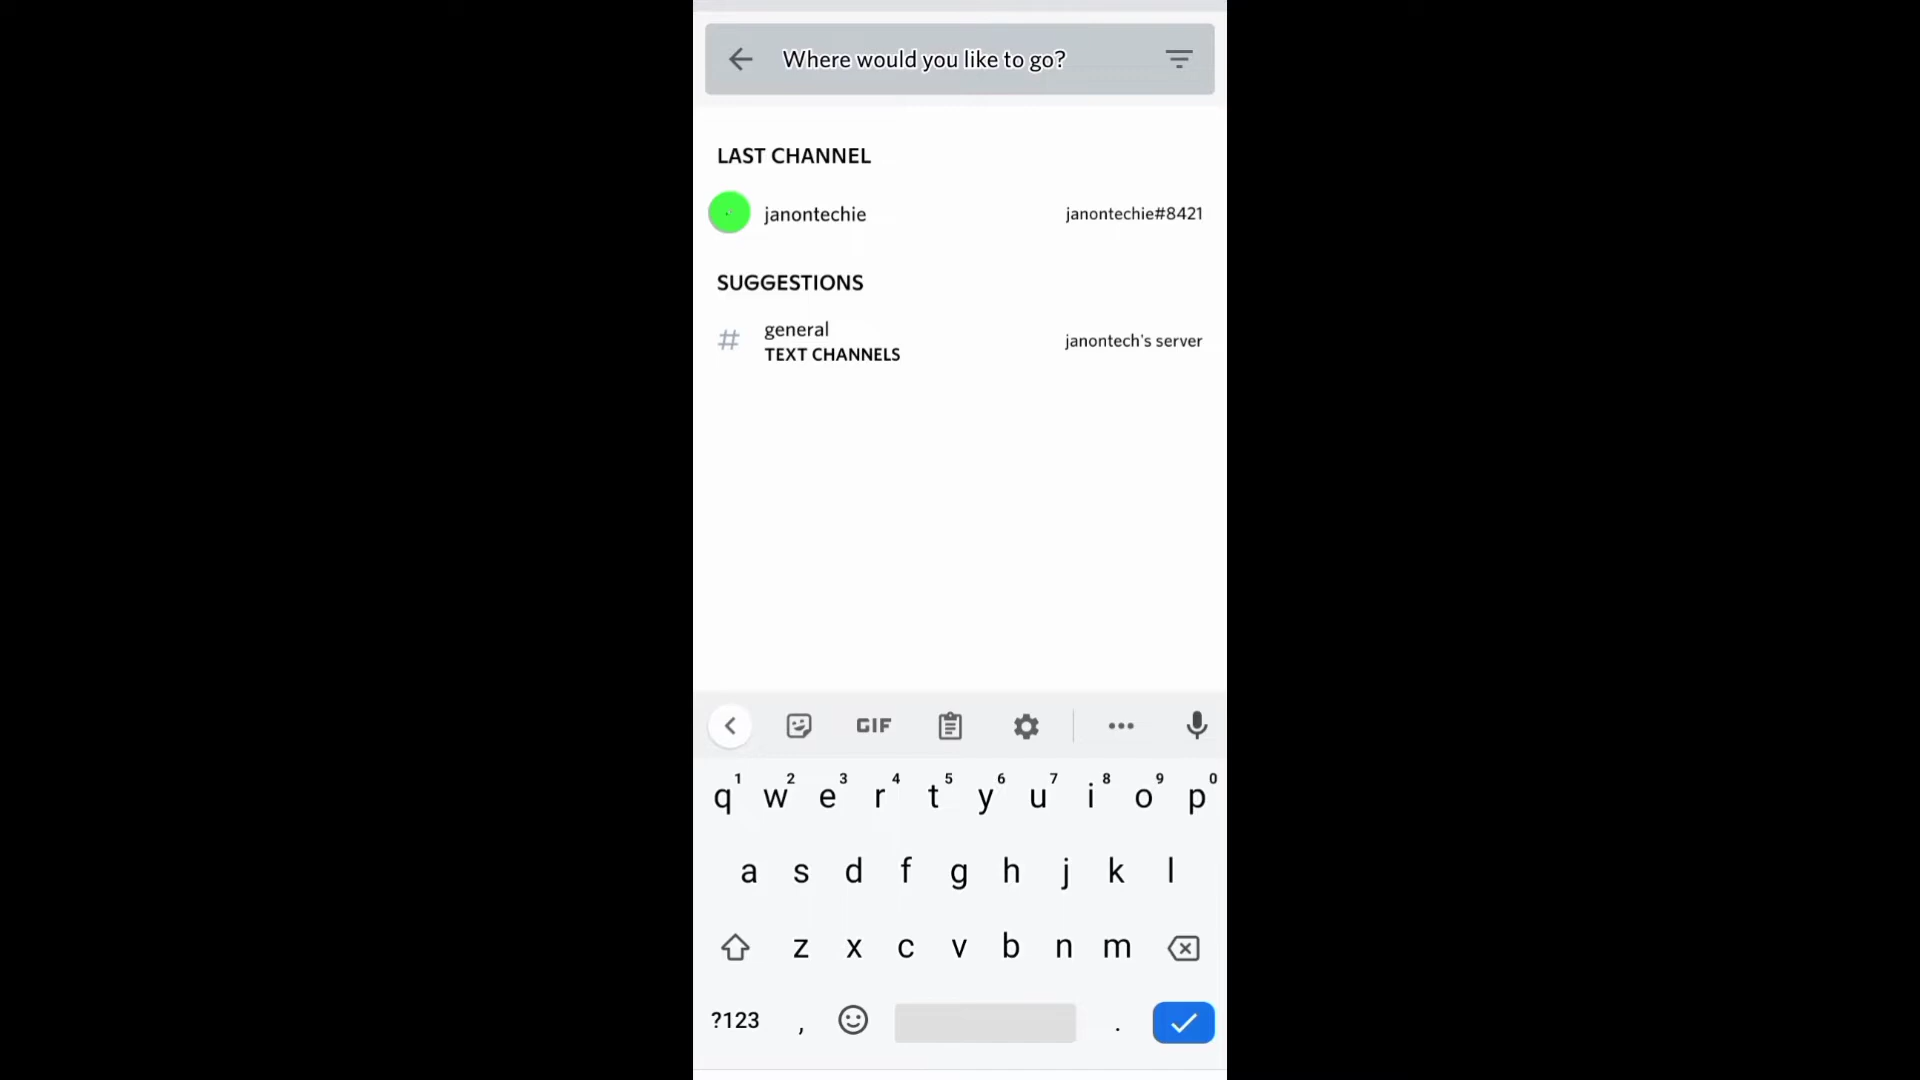 Where would you like to go?
LAST CHANNEL
janontechie janontechie#8421
SUGGESTIONS
general
TEXT CHANNELS janontech's server
GIF
1 2 3 4 5 6 7 8 9 0
q w e r t y u i o p
a s d f g h j k l
z x c v b n m
?123 , .